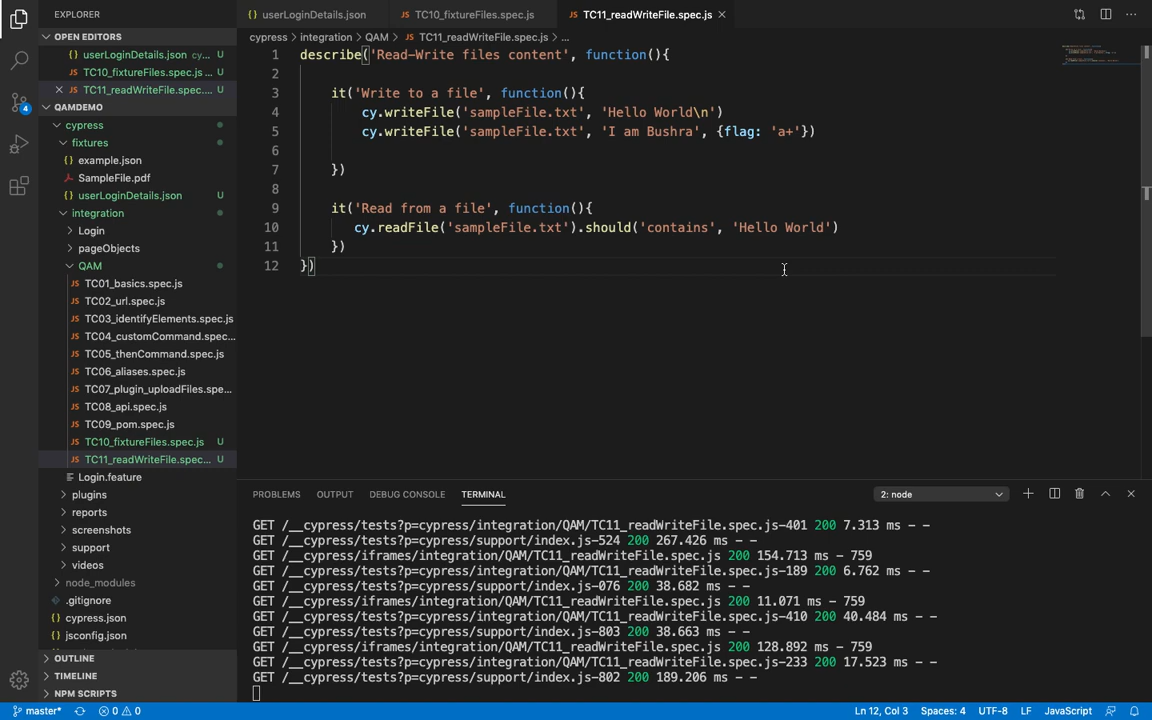 EXPLORER
OPEN EDITORS
userLoginDetails.json cy...
U
JS TC10_fixtureFiles.spec.js ... U
JS TC11_readWriteFile.spec.... U
QAMDEMO
cypress
fixtures
example.json
SampleFile.pdf
userLoginDetails.json U
integration
Login
pageObjects
QAM
JS TC01_basics.spec.js
JS TC02_url.spec.js
JS TC03_identifyElements.spec.js
JS TC04_customCommand.spec...
JS TC05_thenCommand.spec.js
JS TC06_aliases.spec.js
JS TC07_plugin_uploadFiles.spe...
JS TC08_api.spec.js
JS TC09_pom.spec.js
JS TC10_fixtureFiles.spec.js U
JS TC11_readWriteFile.spec... U
Login.feature
plugins
reports
screenshots
support
videos
node_modules
.gitignore
{} cypress.json
{} jsconfig.json
OUTLINE
TIMELINE
NPM SCRIPTS
4
{} userLoginDetails.json JS TC10_fixtureFiles.spec.js JS TC11_readWriteFile.spec.js
cypress > integration > QAM > JS TC11_readWriteFile.spec.js > ...
1 describe('Read-Write files content', function(){
2
3 it('Write to a file', function(){
4 cy.writeFile('sampleFile.txt', 'Hello World\n')
5 cy.writeFile('sampleFile.txt', 'I am Bushra', {flag: 'a+'})
6
7 })
8
9 it('Read from a file', function(){
10 cy.readFile('sampleFile.txt').should('contains', 'Hello World')
11 })
12 })
PROBLEMS OUTPUT DEBUG CONSOLE TERMINAL 2: node
GET /__cypress/tests?p=cypress/integration/QAM/TC11_readWriteFile.spec.js-401 200 7.313 ms - -
GET /__cypress/tests?p=cypress/support/index.js-524 200 267.426 ms - -
GET /__cypress/iframes/integration/QAM/TC11_readWriteFile.spec.js 200 154.713 ms - 759
GET /__cypress/tests?p=cypress/integration/QAM/TC11_readWriteFile.spec.js-189 200 6.762 ms - -
GET /__cypress/tests?p=cypress/support/index.js-076 200 38.682 ms - -
GET /__cypress/iframes/integration/QAM/TC11_readWriteFile.spec.js 200 11.071 ms - 759
GET /__cypress/tests?p=cypress/integration/QAM/TC11_readWriteFile.spec.js-410 200 40.484 ms - -
GET /__cypress/tests?p=cypress/support/index.js-803 200 38.663 ms - -
GET /__cypress/iframes/integration/QAM/TC11_readWriteFile.spec.js 200 128.892 ms - 759
GET /__cypress/tests?p=cypress/integration/QAM/TC11_readWriteFile.spec.js-233 200 17.523 ms - -
GET /__cypress/tests?p=cypress/support/index.js-802 200 189.206 ms - -
master* 0 0 Ln 12, Col 3 Spaces: 4 UTF-8 LF JavaScript